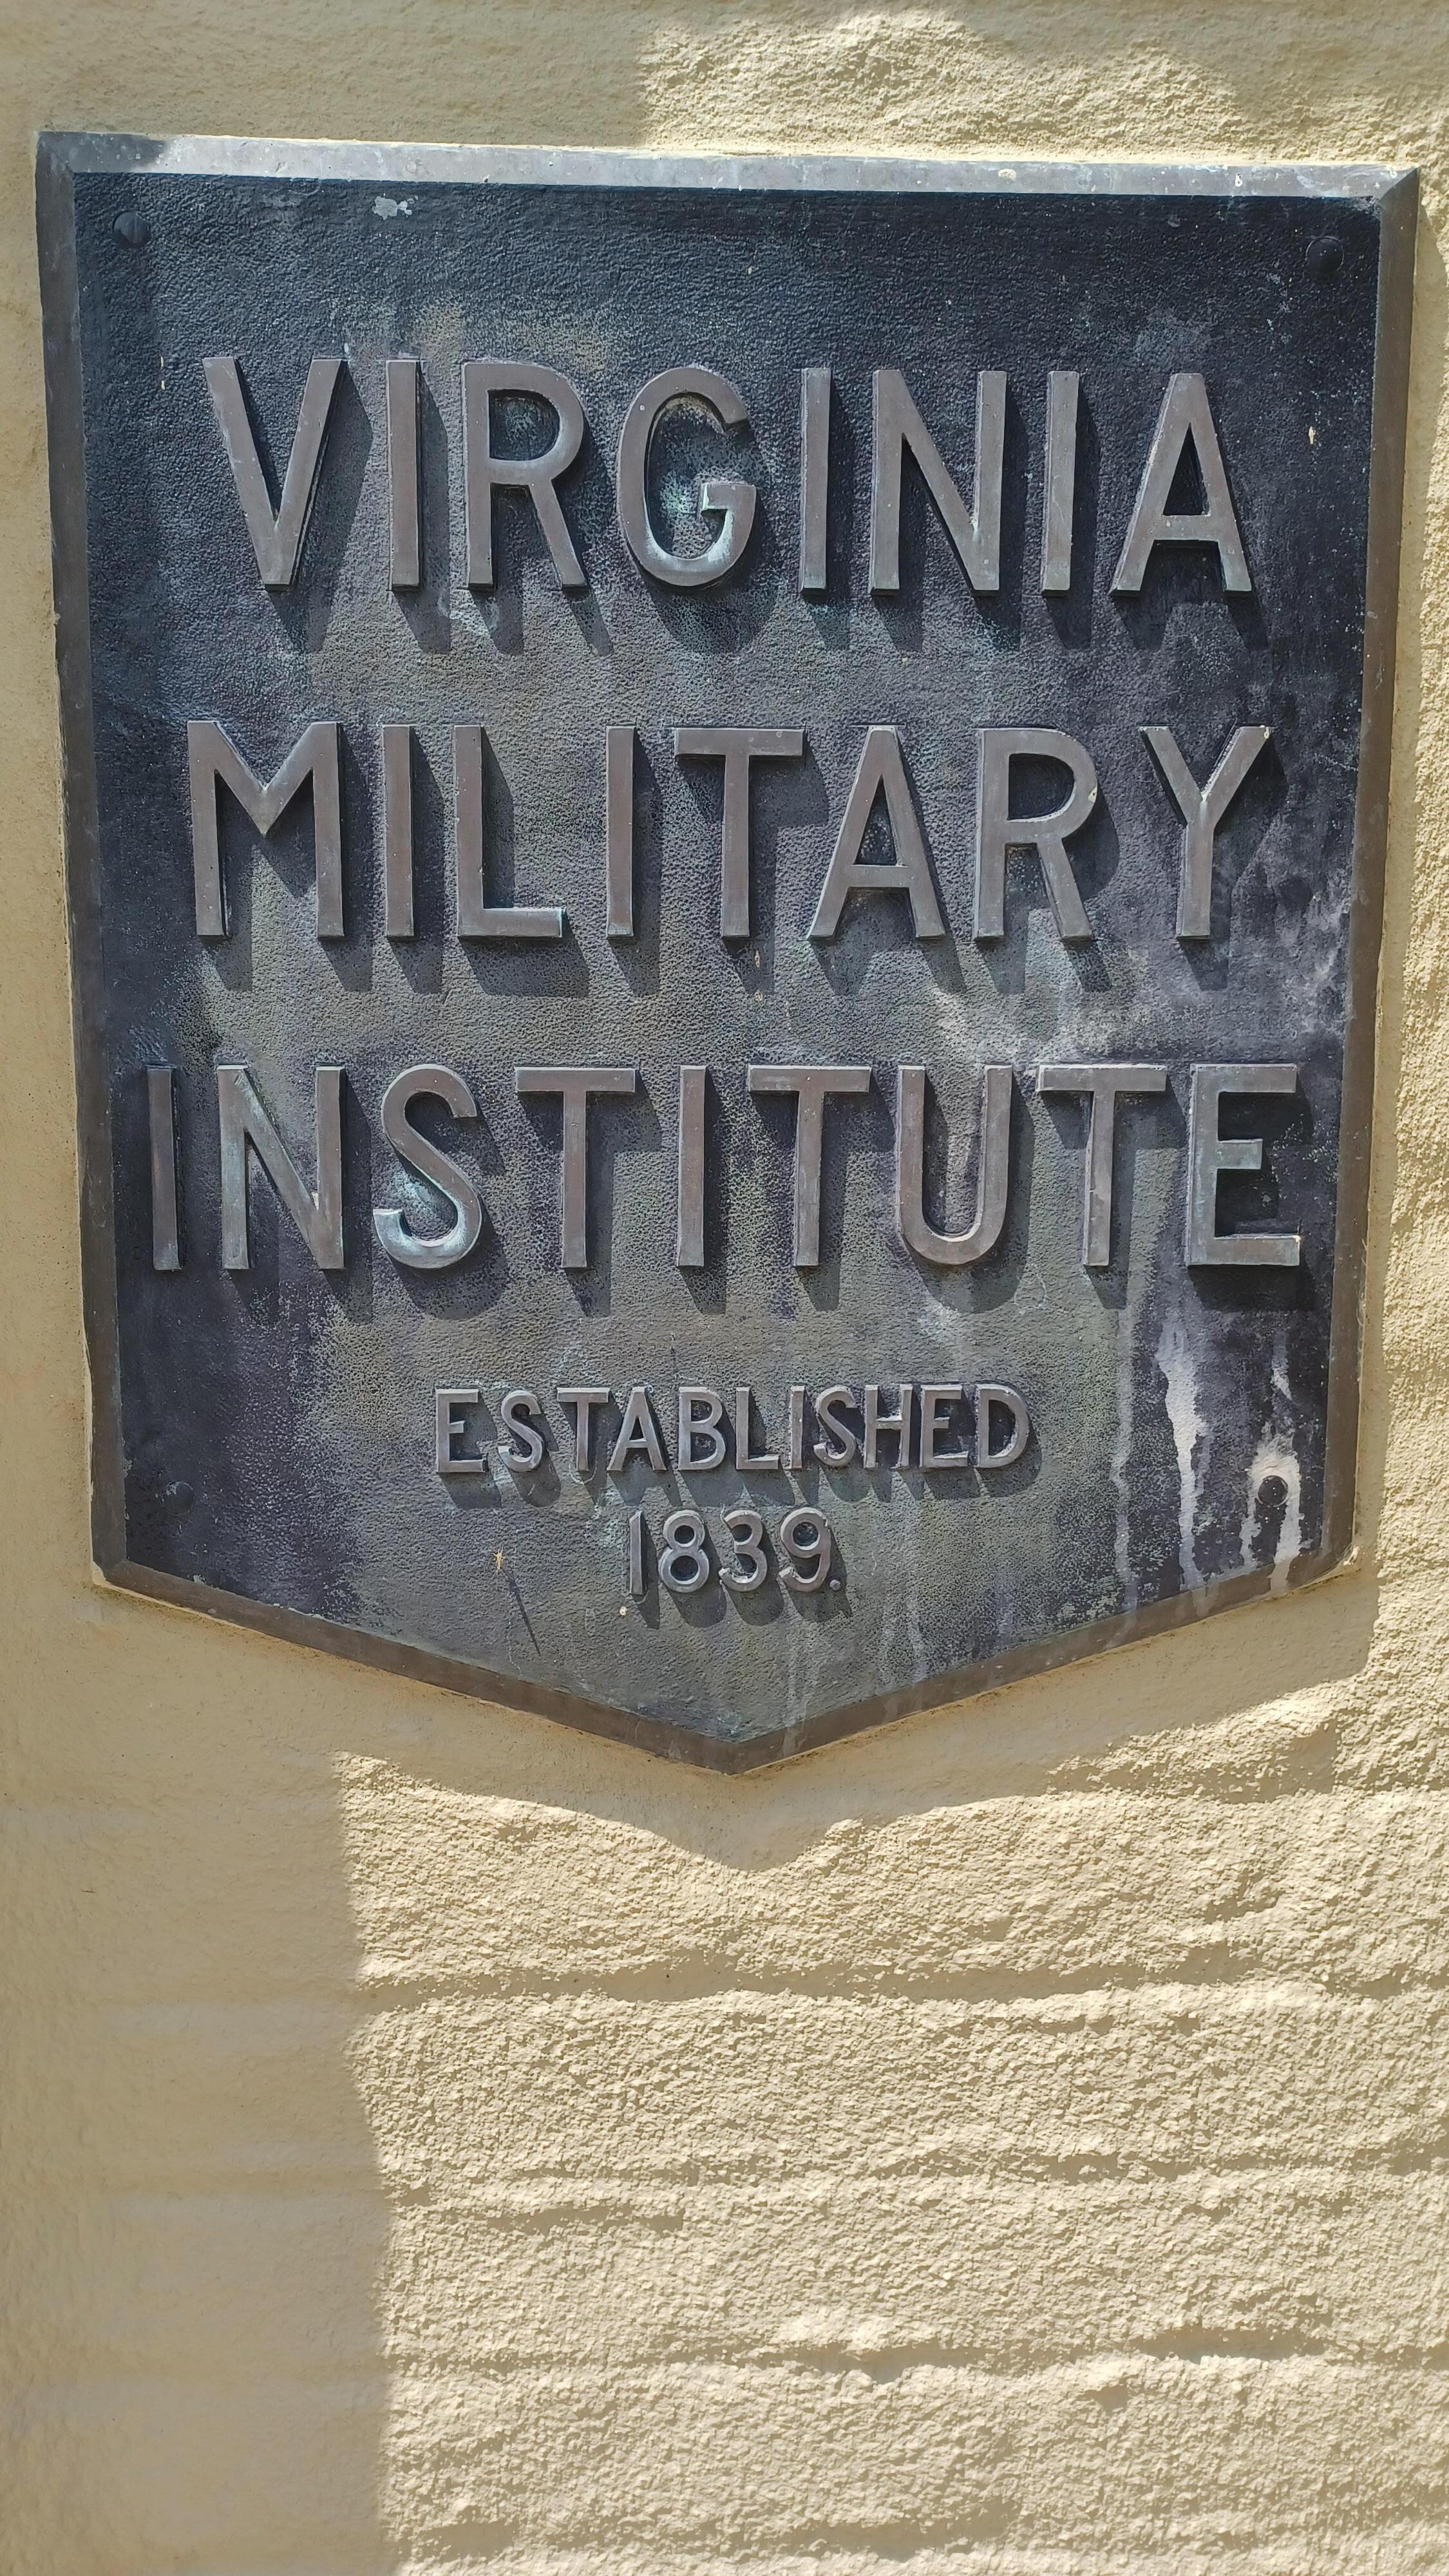 VIRGINIA
MILITARY
INSTITUTE
ESTABLISHED
1839.